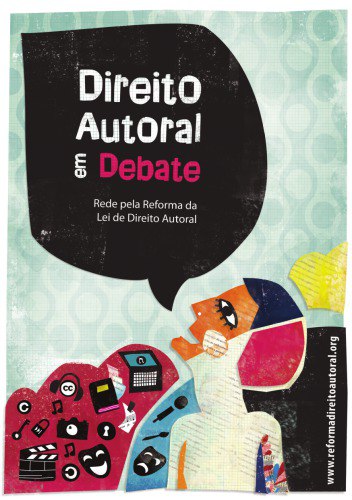 Direito
Autoral
em Debate
Rede pela Reforma da
Lei de Direito Autoral
www.reformadireitoautoral.org